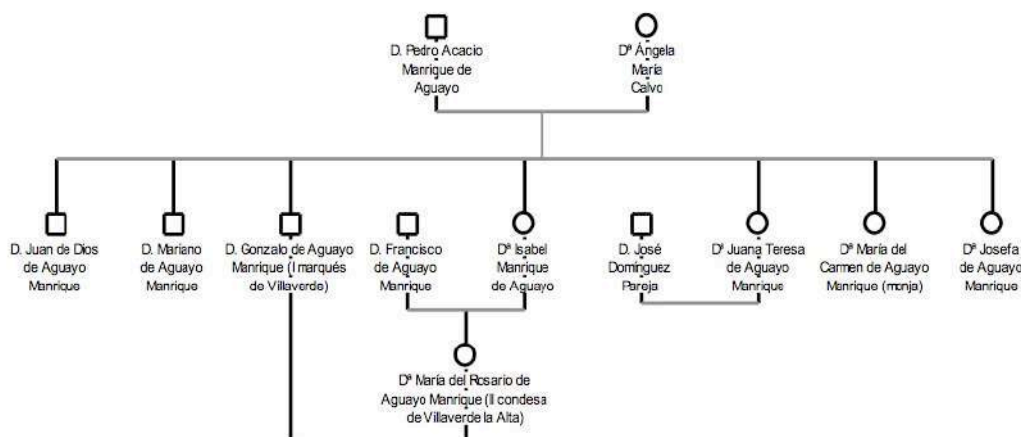 D. Pedro Acacio
Manrique de
Aguayo
Dª Ángela
María
Calvo
D. Juan de Dios
de Aguayo
Manrique
D. Mariano
de Aguayo
Manrique
D. Gonzalo de Aguayo
Manrique (II marqués
de Villaverde)
D. Francisco
de Aguayo
Manrique
Dª Isabel
Manrique
de Aguayo
D. José
Domínguez
Pareja
Dª Juana Teresa
de Aguayo
Manrique
Dª María del
Carmen de Aguayo
Manrique (monja)
Dª Josefa
de Aguayo
Manrique
Dª María del Rosario de
Aguayo Manrique (II condesa
de Villaverde la Alta)